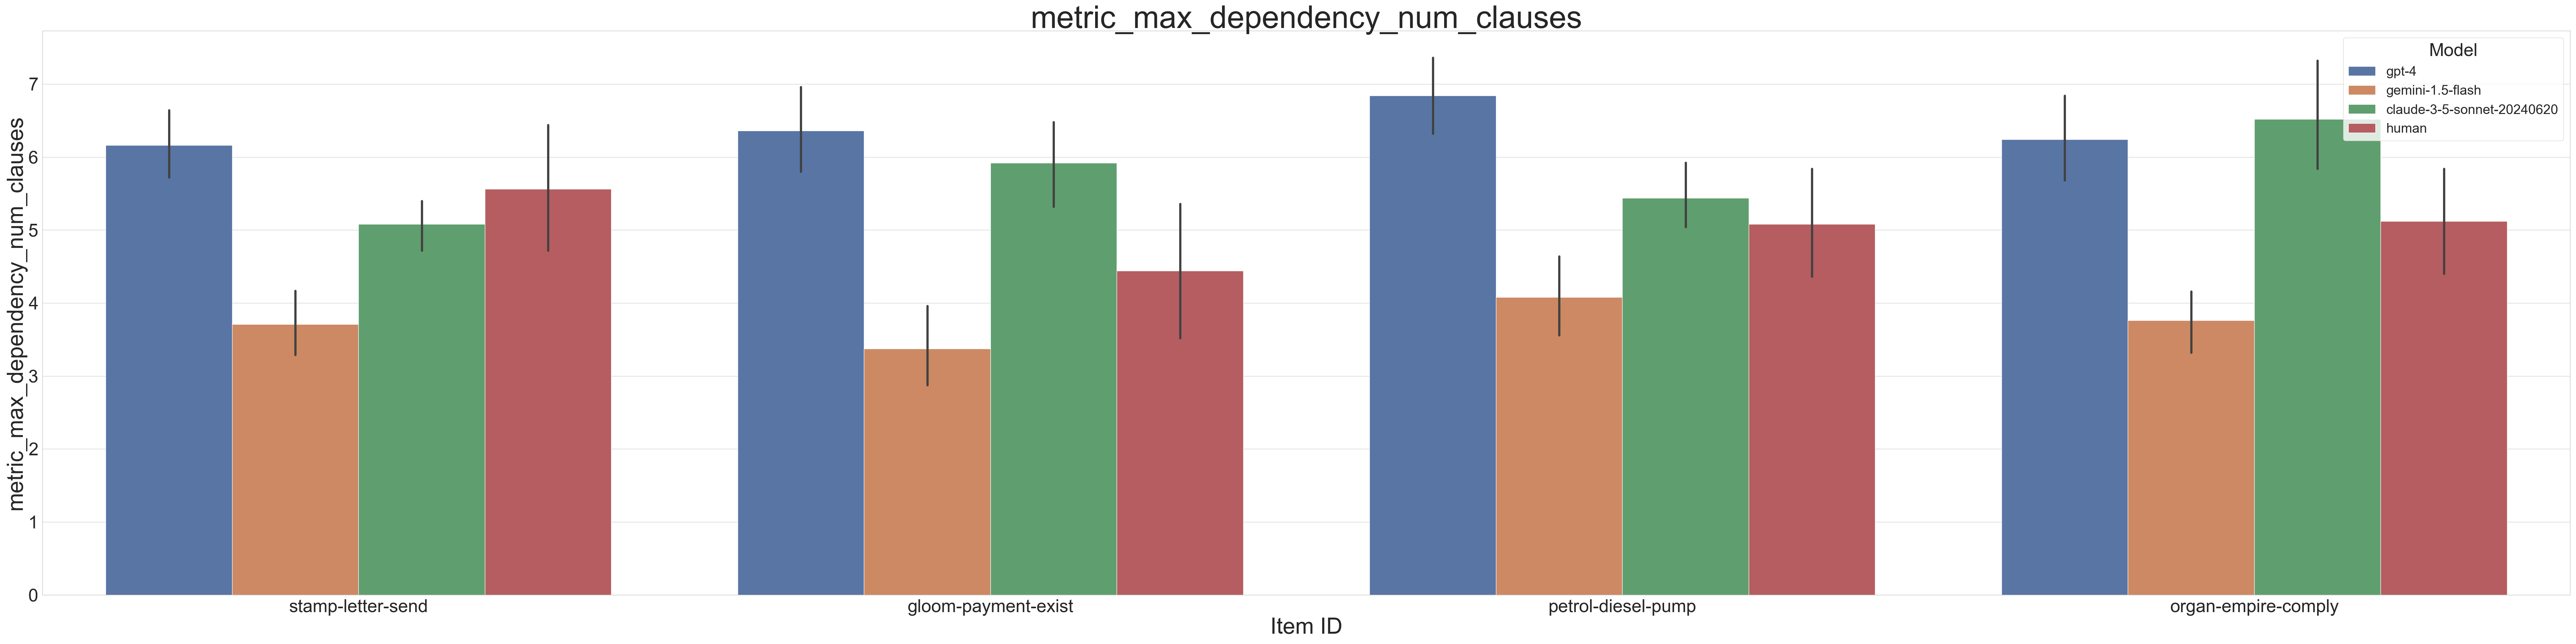 metric_max_dependency_num_clauses
metric_max_dependency_num_clauses
7
6
5
4
3
2
1
0
Model
gpt-4
gemini-1.5-flash
claude-3-5-sonnet-20240620
human
stamp-letter-send
gloom-payment-exist
petrol-diesel-pump
organ-empire-comply
Item ID